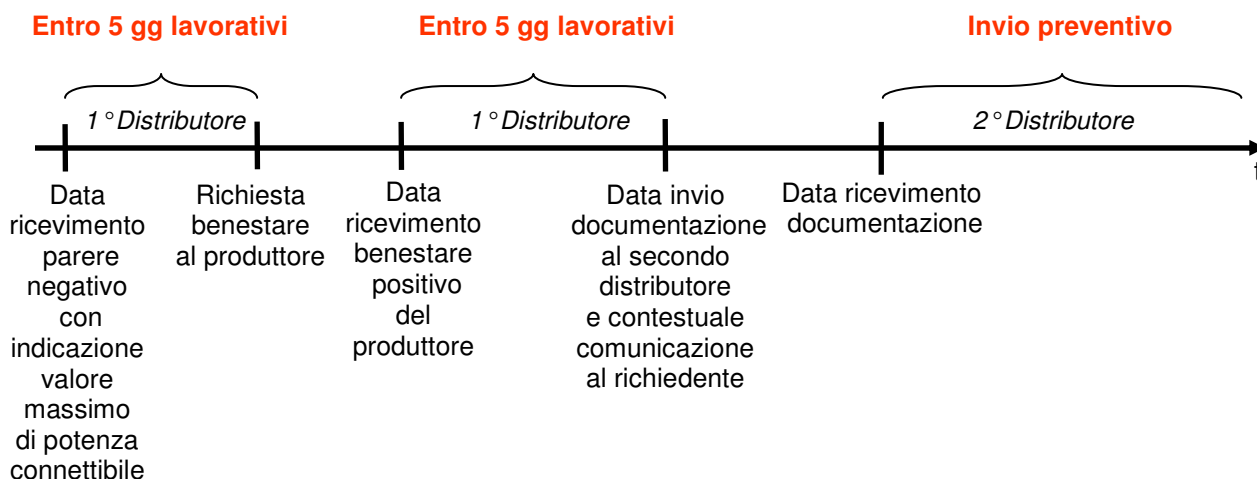 Entro 5 gg lavorativi
Entro 5 gg lavorativi
Invio preventivo
1° Distributore
1° Distributore
2° Distributore
t
Data
ricevimento
parere
negativo
con
indicazione
valore
massimo
di potenza
connettibile
Richiesta
benestare
al produttore
Data
ricevimento
benestare
positivo
del
produttore
Data invio
documentazione
al secondo
distributore
e contestuale
comunicazione
al richiedente
Data ricevimento
documentazione